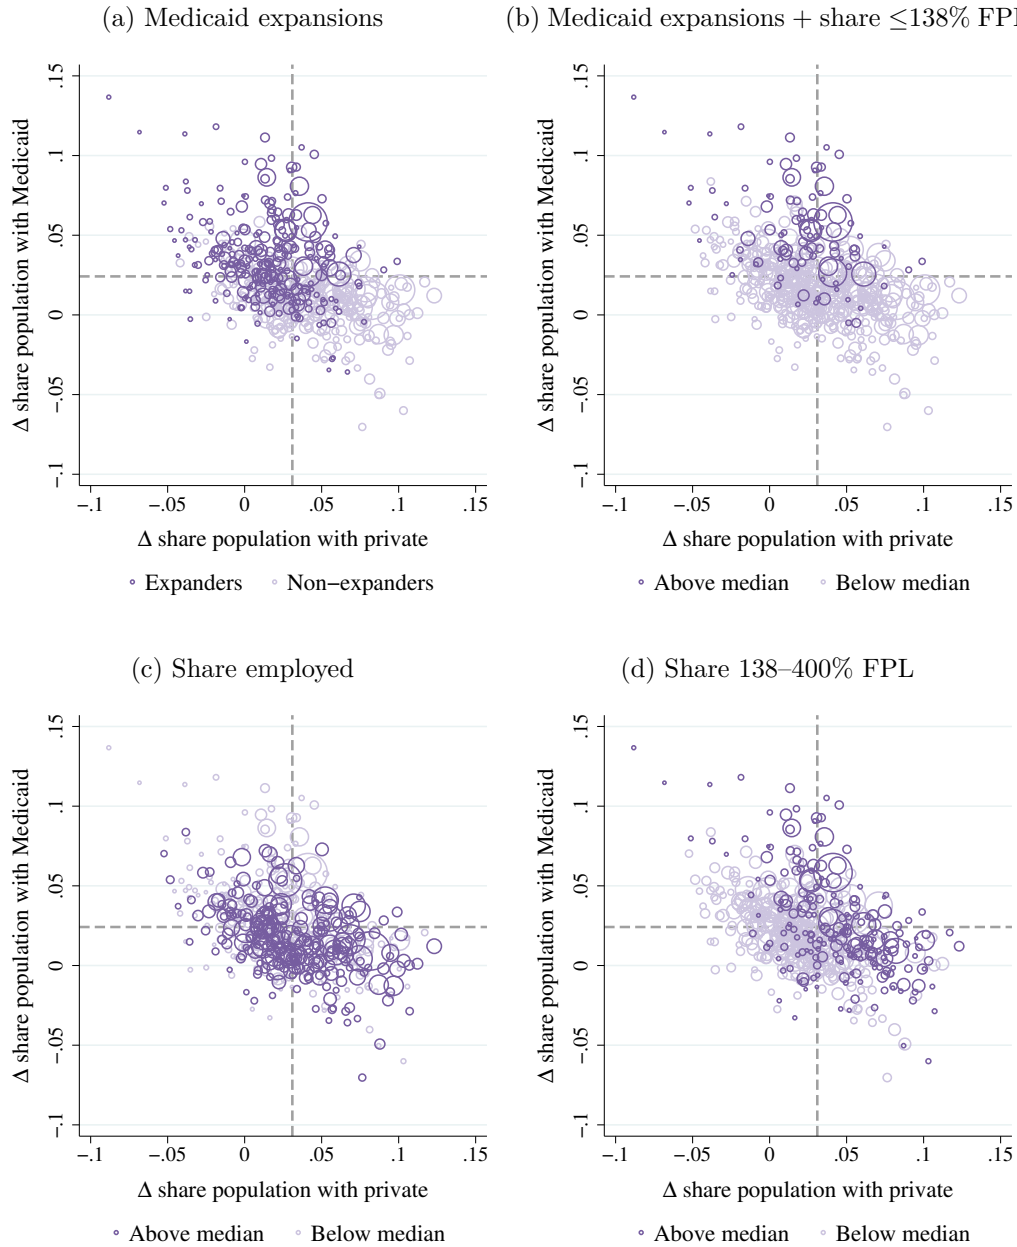 (a) Medicaid expansions
(b) Medicaid expansions + share ≤138% FPL
Δ share population with Medicaid
.15
.1
.05
0
−.05
−.1
−.1 −.05 0 .05 .1 .15
Δ share population with private
Expanders Non−expanders
Δ share population with Medicaid
.15
.1
.05
0
−.05
−.1
−.1 −.05 0 .05 .1 .15
Δ share population with private
Above median Below median
(c) Share employed
(d) Share 138–400% FPL
Δ share population with Medicaid
.15
.1
.05
0
−.05
−.1
−.1 −.05 0 .05 .1 .15
Δ share population with private
Above median Below median
Δ share population with Medicaid
.15
.1
.05
0
−.05
−.1
−.1 −.05 0 .05 .1 .15
Δ share population with private
Above median Below median